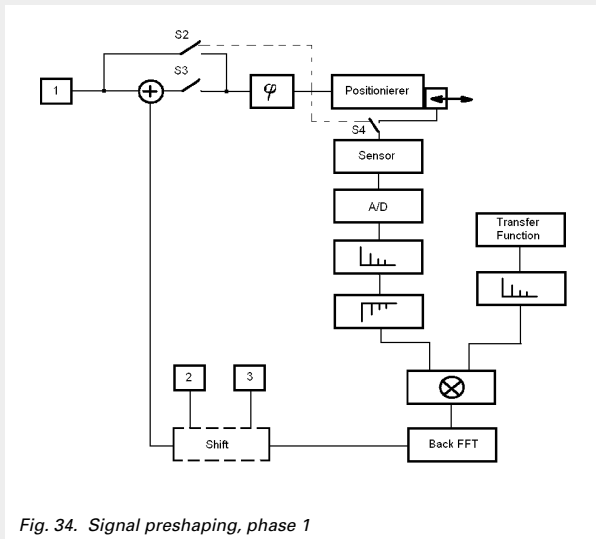 S2
S3
1
φ
Positionierer
S4
Sensor
A/D
Transfer
Function
2
3
Shift
Back FFT
Fig. 34. Signal preshaping, phase 1